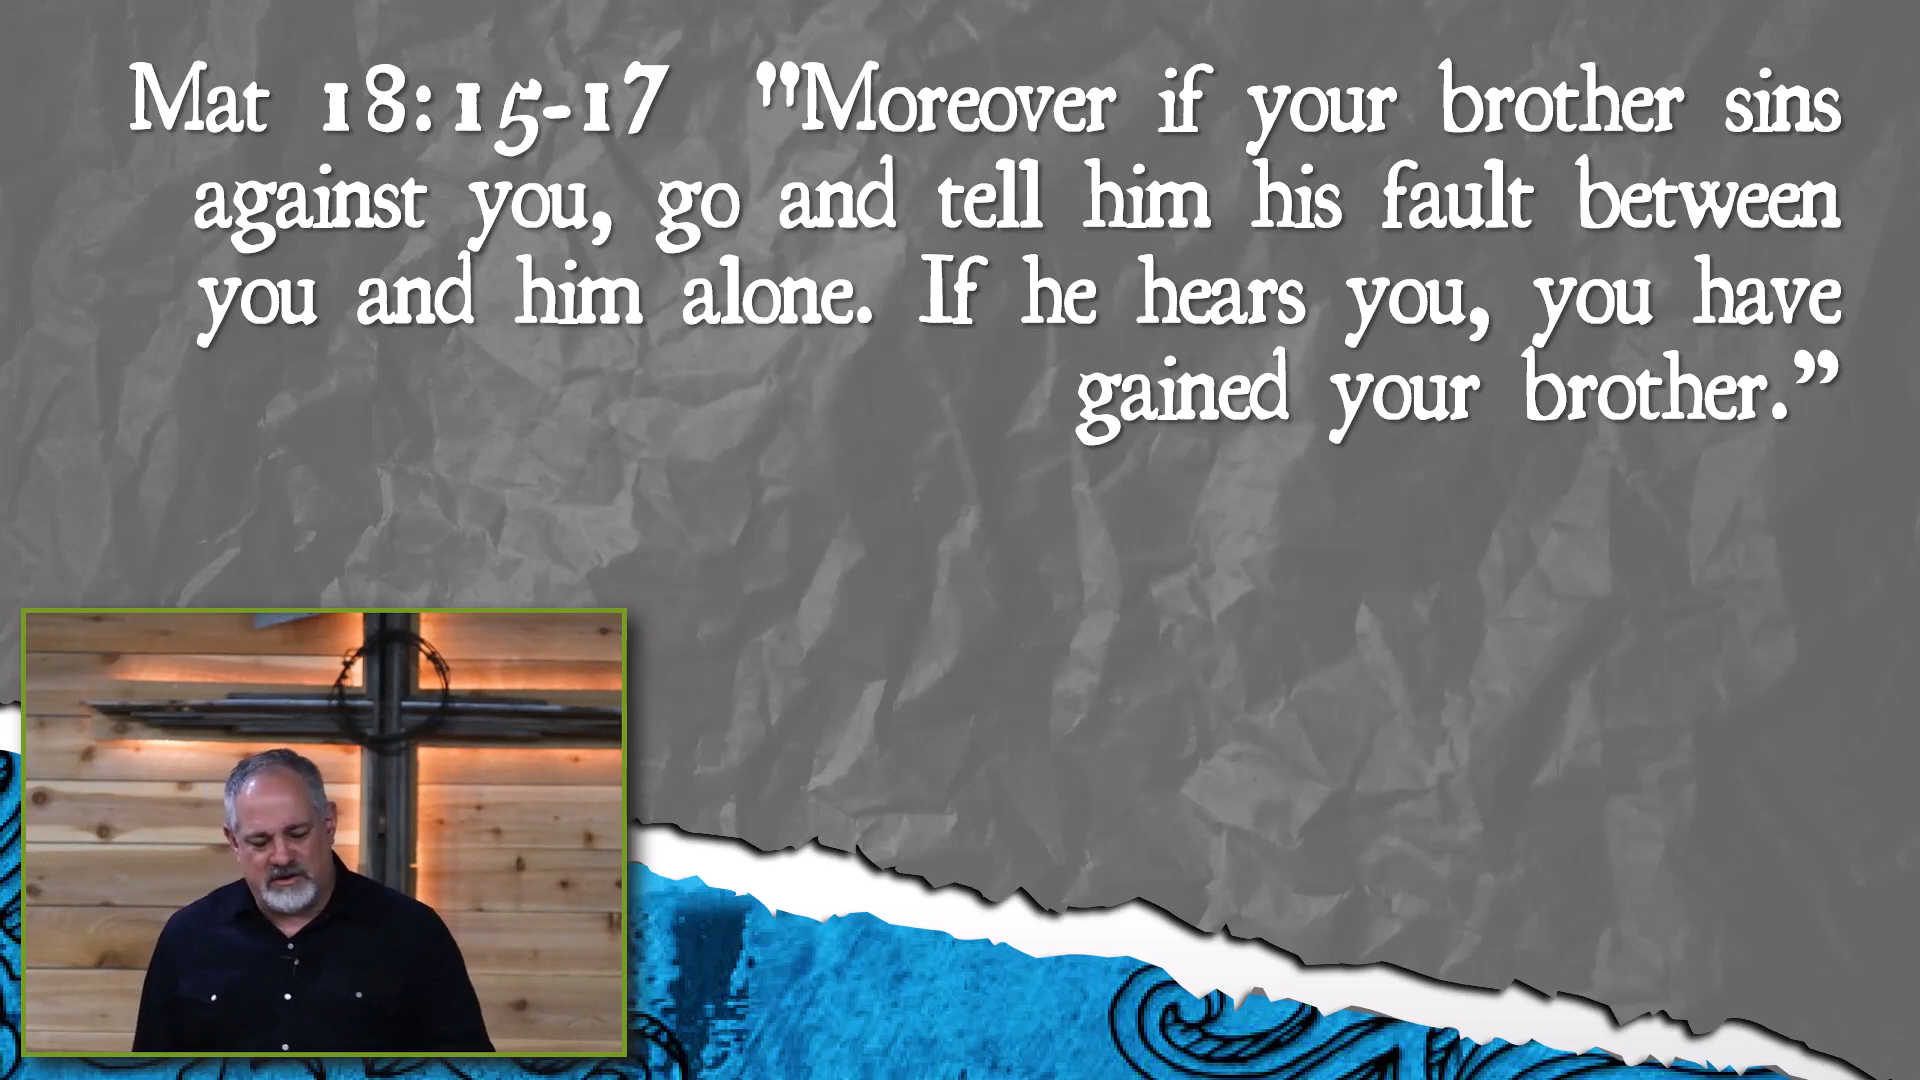 Mat 18:15-17 "Moreover if your brother sins
against you, go and tell him his fault between
you and him alone. If he hears you, you have
gained your brother.”